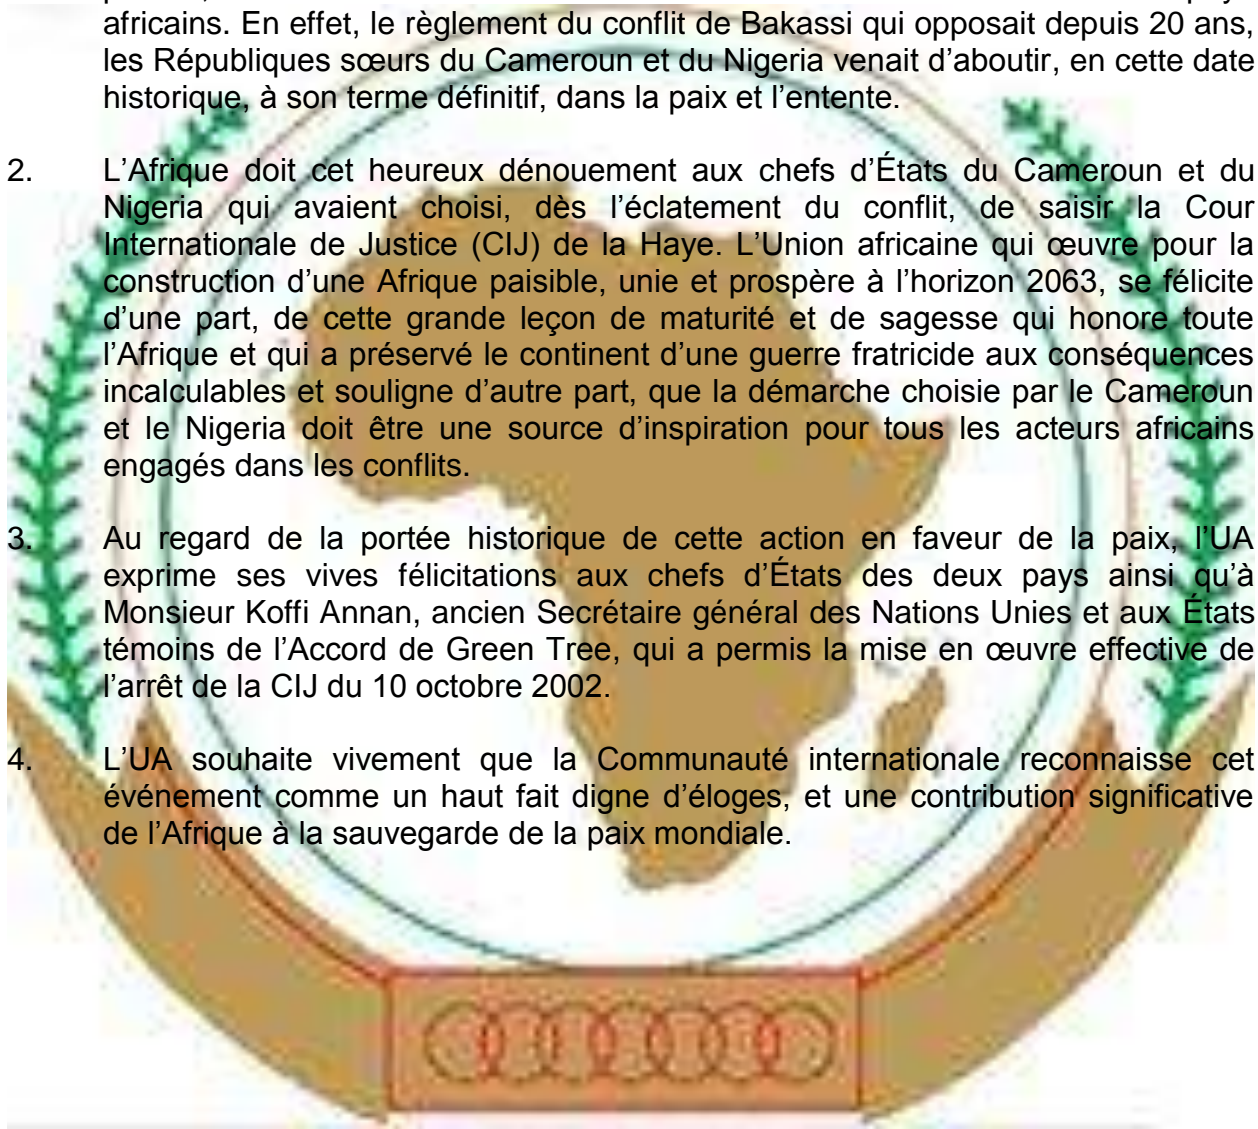 africains. En effet, le règlement du conflit de Bakassi qui opposait depuis 20 ans,
les Républiques sœurs du Cameroun et du Nigeria venait d’aboutir, en cette date
historique, à son terme définitif, dans la paix et l’entente.
2. L’Afrique doit cet heureux dénouement aux chefs d’États du Cameroun et du
Nigeria qui avaient choisi, dès l’éclatement du conflit, de saisir la Cour
Internationale de Justice (CIJ) de la Haye. L’Union africaine qui œuvre pour la
construction d’une Afrique paisible, unie et prospère à l’horizon 2063, se félicite
d’une part, de cette grande leçon de maturité et de sagesse qui honore toute
l’Afrique et qui a préservé le continent d’une guerre fratricide aux conséquences
incalculables et souligne d’autre part, que la démarche choisie par le Cameroun
et le Nigeria doit être une source d’inspiration pour tous les acteurs africains
engagés dans les conflits.
3. Au regard de la portée historique de cette action en faveur de la paix, l’UA
exprime ses vives félicitations aux chefs d’États des deux pays ainsi qu’à
Monsieur Koffi Annan, ancien Secrétaire général des Nations Unies et aux États
témoins de l’Accord de Green Tree, qui a permis la mise en œuvre effective de
l’arrêt de la CIJ du 10 octobre 2002.
4. L’UA souhaite vivement que la Communauté internationale reconnaisse cet
événement comme un haut fait digne d’éloges, et une contribution significative
de l’Afrique à la sauvegarde de la paix mondiale.